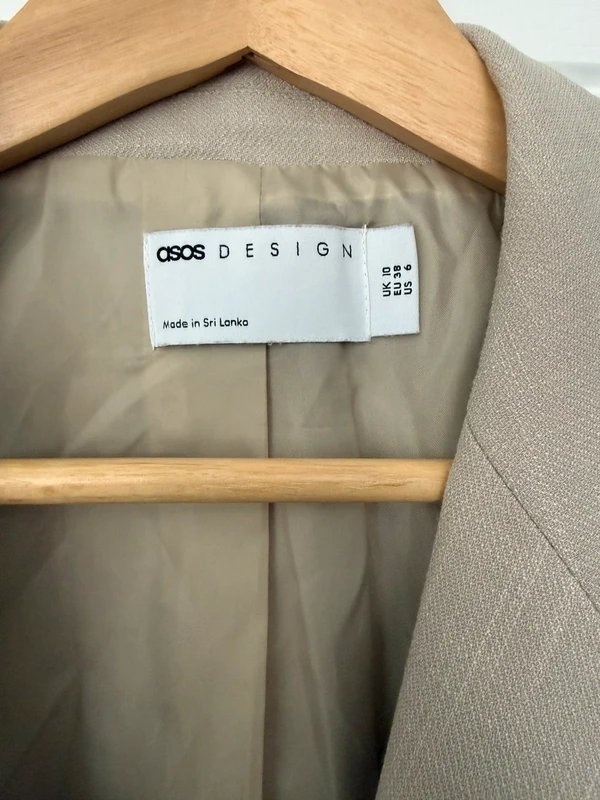 asos DESIGN
Made in Sri Lanka
UK 10
EU 38
US 6